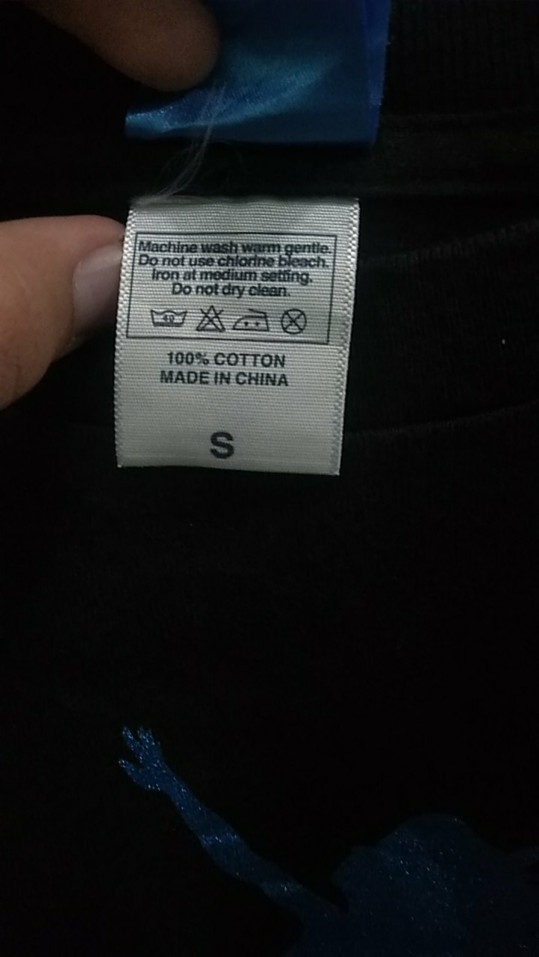 Machine wash warm gentle.
Do not use chlorine bleach.
Iron at medium setting.
Do not dry clean.
40
100% COTTON
MADE IN CHINA
S